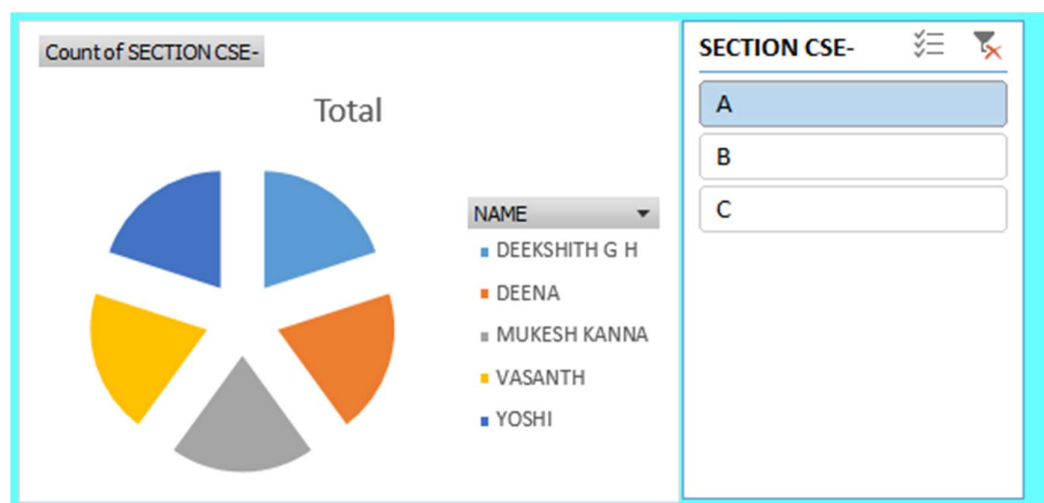 Count of SECTION CSE-
Total
NAME
DEEKSHITH G H
DEENA
MUKESH KANNA
VASANTH
YOSHI
SECTION CSE-
A
B
C